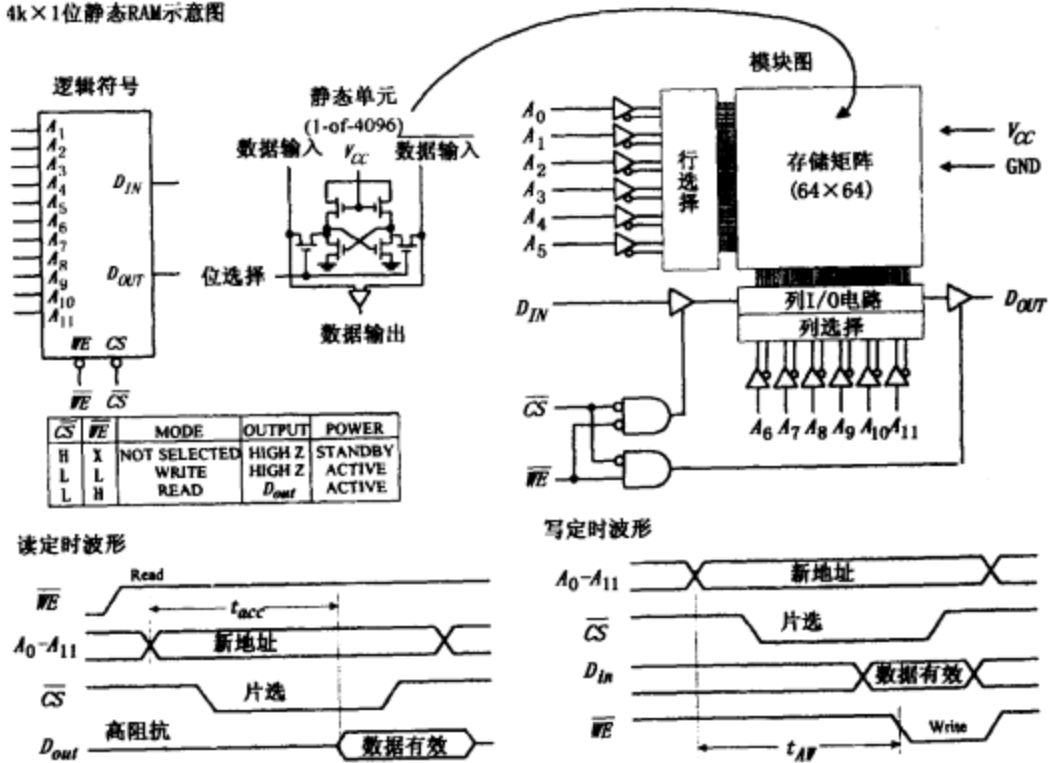 4k×1位静态RAM示意图
逻辑符号
A1
A2
A3
A4
A5
A6
A7
A8
A9
A10
A11
DIN
DOUT
WE CS
WE CS
静态单元
(1-of-4096)
数据输入 VCC 数据输入
位选择
数据输出
模块图
A0
A1
A2
A3
A4
A5
行选择
存储矩阵
(64×64)
VCC
GND
DIN
列I/O电路
列选择
DOUT
A6 A7 A8 A9 A10 A11
CS
WE
CS WE MODE OUTPUT POWER
H X NOT SELECTED HIGH Z STANDBY
L L WRITE HIGH Z ACTIVE
L H READ Dout ACTIVE
读定时波形
WE Read
tacc
A0-A11 新地址
CS 片选
Dout 高阻抗 数据有效
写定时波形
A0-A11 新地址
CS 片选
Din 数据有效
WE Write
tAW